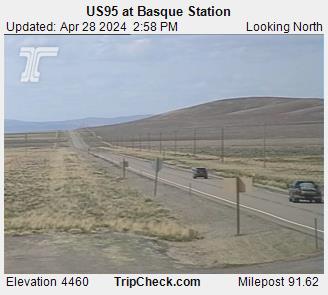 US95 at Basque Station
Updated: Apr 28 2024 2:58 PM Looking North
Elevation 4460 TripCheck.com Milepost 91.62